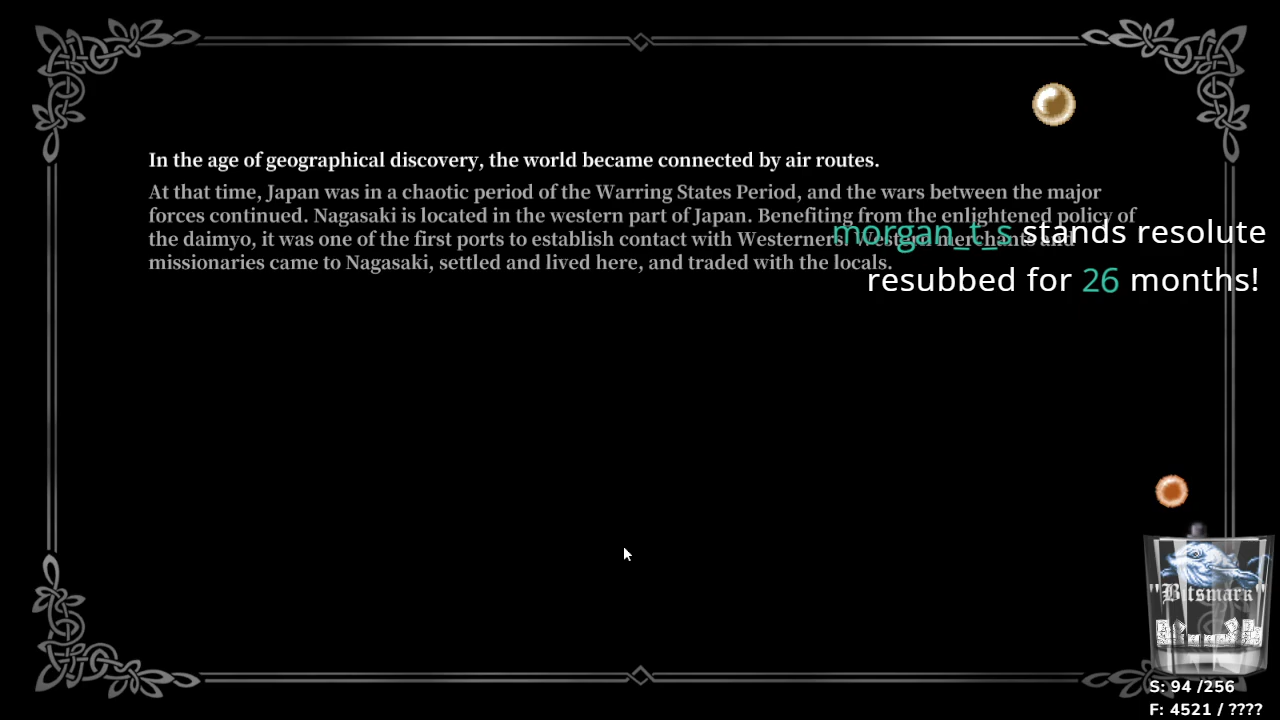 In the age of geographical discovery, the world became connected by air routes.
At that time, Japan was in a chaotic period of the Warring States Period, and the wars between the major
forces continued. Nagasaki is located in the western part of Japan. Benefiting from the enlightened policy of
the daimyo, it was one of the first ports to establish contact with Westerners. Western merchants and
missionaries came to Nagasaki, settled and lived here, and traded with the locals.
morgan_t_s stands resolute
resubbed for 26 months!
"Bitsmark"
S: 94 /256
F: 4521 / ????